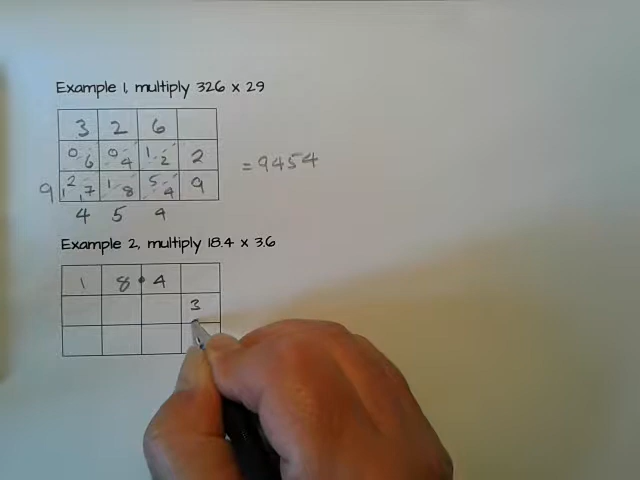 Example 1, multiply 326 x 29
3 2 6
0 6 0 4 1 2 2
= 9454
9 2 1 7 1 8 5 4 9
4 5 4
Example 2, multiply 18.4 x 3.6
1 8 . 4
3